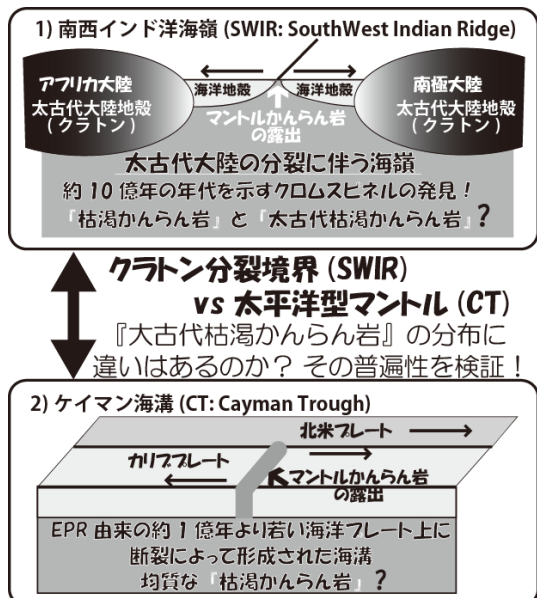 1) 南西インド洋海嶺 (SWIR: SouthWest Indian Ridge)
アフリカ大陸
太古代大陸地殻
(クラトン)
海洋地殻
海洋地殻
マントルかんらん岩
の露出
南極大陸
太古代大陸地殻
(クラトン)
太古代大陸の分裂に伴う海嶺
約10億年の年代を示すクロムスピネルの発見!
『枯渇かんらん岩』と『太古代枯渇かんらん岩』?
クラトン分裂境界 (SWIR)
vs 太平洋型マントル (CT)
『大古代枯渇かんらん岩』の分布に
違いはあるのか? その普遍性を検証!
2) ケイマン海溝 (CT: Cayman Trough)
北米プレート
カリブプレート
マントルかんらん岩
の露出
EPR由来の約1億年より若い海洋プレート上に
断裂によって形成された海溝
均質な『枯渇かんらん岩』?